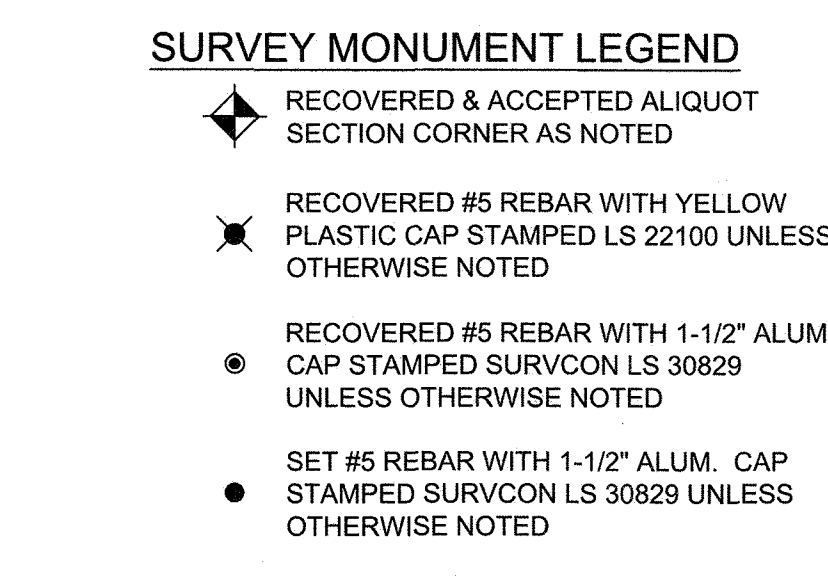 SURVEY MONUMENT LEGEND
RECOVERED & ACCEPTED ALIQUOT
SECTION CORNER AS NOTED
RECOVERED #5 REBAR WITH YELLOW
PLASTIC CAP STAMPED LS 22100 UNLESS
OTHERWISE NOTED
RECOVERED #5 REBAR WITH 1-1/2" ALUM
CAP STAMPED SURVCON LS 30829
UNLESS OTHERWISE NOTED
SET #5 REBAR WITH 1-1/2" ALUM. CAP
STAMPED SURVCON LS 30829 UNLESS
OTHERWISE NOTED